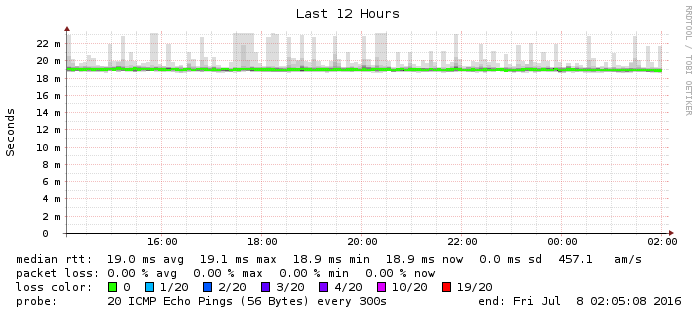 Last 12 Hours
RRDTOOL / TOBI OETIKER
Seconds
22 m
20 m
18 m
16 m
14 m
12 m
10 m
8 m
6 m
4 m
2 m
0
16:00 18:00 20:00 22:00 00:00 02:00
median rtt: 19.0 ms avg 19.1 ms max 18.9 ms min 18.9 ms now 0.0 ms sd 457.1 am/s
packet loss: 0.00 % avg 0.00 % max 0.00 % min 0.00 % now
loss color: 0 1/20 2/20 3/20 4/20 10/20 19/20
probe: 20 ICMP Echo Pings (56 Bytes) every 300s end: Fri Jul 8 02:05:08 2016